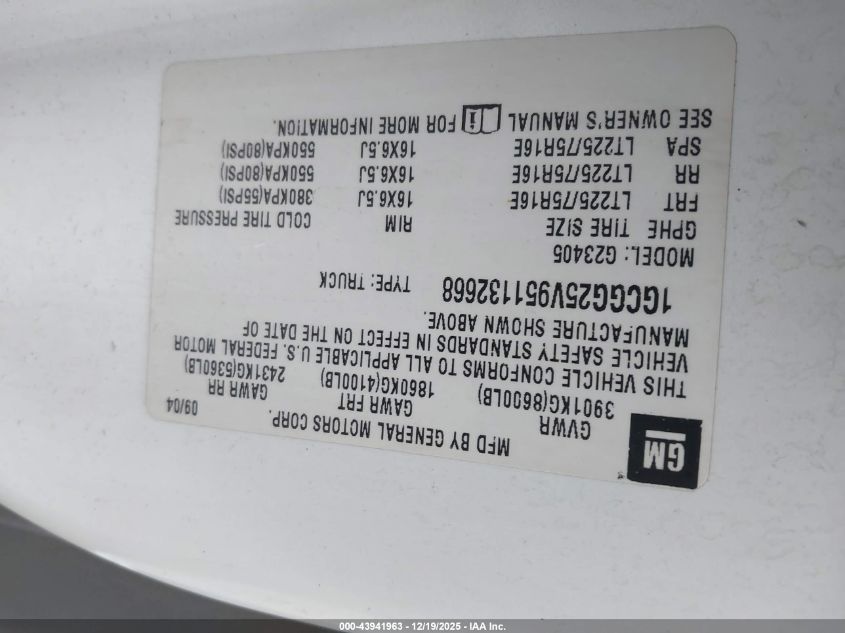 GM
MFD BY GENERAL MOTORS CORP.
09/04
GVWR GAWR FRT GAWR RR
3901KG(8600LB) 1860KG(4100LB) 2431KG(5360LB)
THIS VEHICLE CONFORMS TO ALL APPLICABLE U.S. FEDERAL MOTOR
VEHICLE SAFETY STANDARDS IN EFFECT ON THE DATE OF
MANUFACTURE SHOWN ABOVE.
1GCGG25V951132668 TYPE: TRUCK
MODEL: G23405
GPHE TIRE SIZE RIM COLD TIRE PRESSURE
FRT LT225/75R16E 16X6.5J 380KPA(55PSI)
RR LT225/75R16E 16X6.5J 550KPA(80PSI)
SPA LT225/75R16E 16X6.5J 550KPA(80PSI)
SEE OWNER'S MANUAL i FOR MORE INFORMATION.
000-43941963 - 12/19/2025 - IAA Inc.